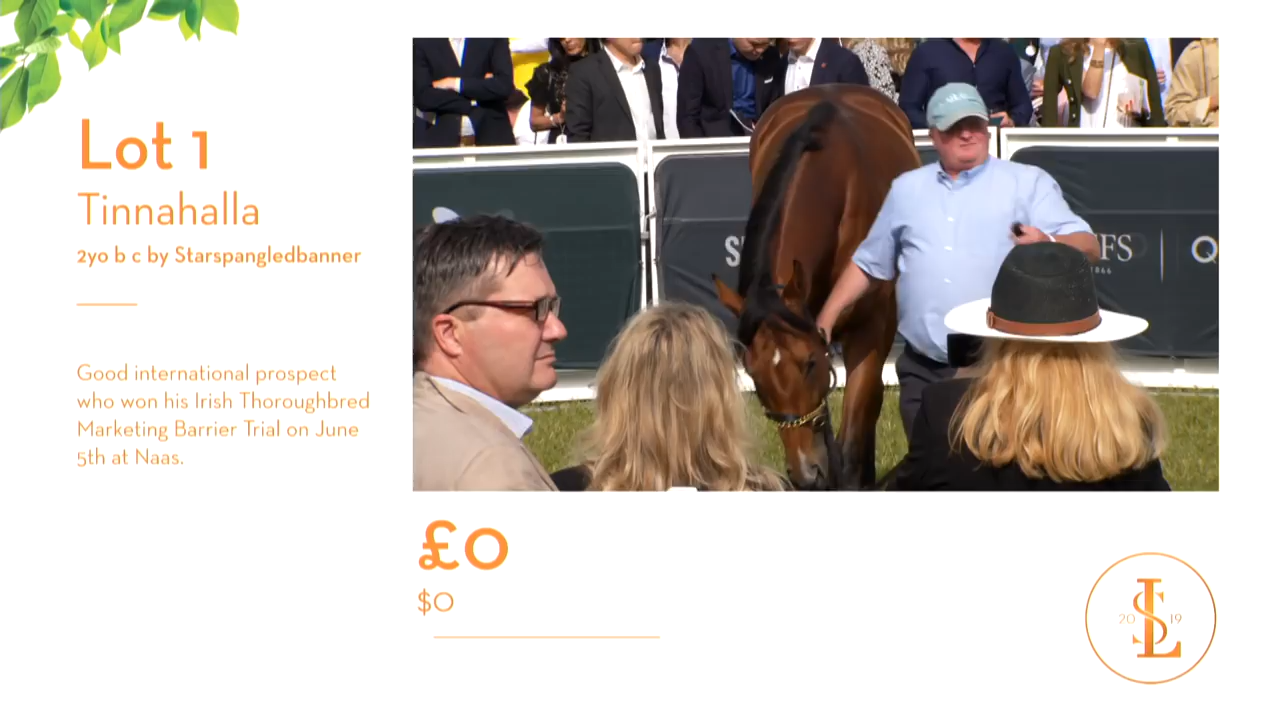 Lot 1
Tinnahalla
2yo b c by Starspangledbanner
Good international prospect
who won his Irish Thoroughbred
Marketing Barrier Trial on June
5th at Naas.
£0
$0
20 SL 19